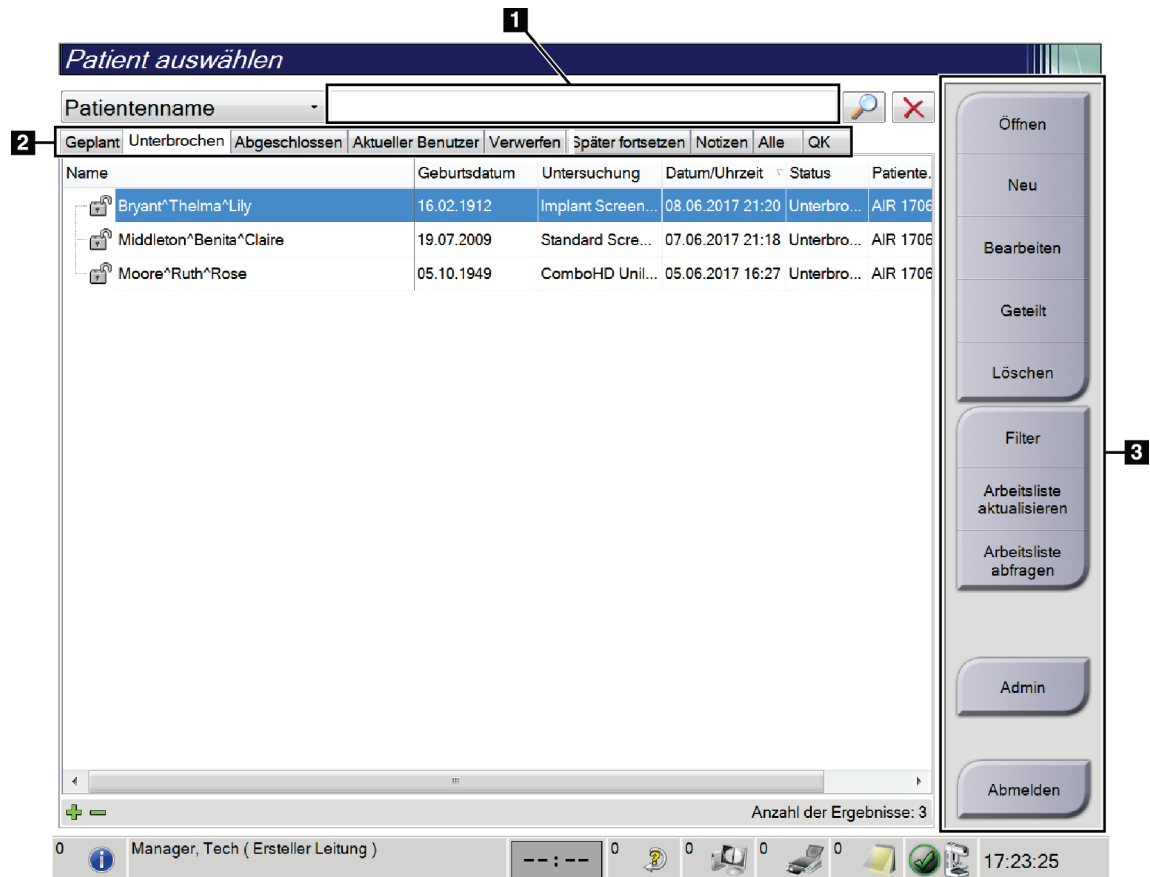 1
Patient auswählen
Patientenname
2
Geplant Unterbrochen Abgeschlossen Aktueller Benutzer Verwerfen Später fortsetzen Notizen Alle QK
Name Geburtsdatum Untersuchung Datum/Uhrzeit Status Patiente.
Bryant^Thelma^Lily 16.02.1912 Implant Screen... 08.06.2017 21:20 Unterbro... AIR 1706
Middleton^Benita^Claire 19.07.2009 Standard Scre... 07.06.2017 21:18 Unterbro... AIR 1706
Moore^Ruth^Rose 05.10.1949 ComboHD Unil... 05.06.2017 16:27 Unterbro... AIR 1706
Anzahl der Ergebnisse: 3
Öffnen
Neu
Bearbeiten
Geteilt
Löschen
Filter
Arbeitsliste
aktualisieren
Arbeitsliste
abfragen
Admin
Abmelden
3
0 Manager, Tech ( Ersteller Leitung ) --:-- 0 0 0 0 17:23:25